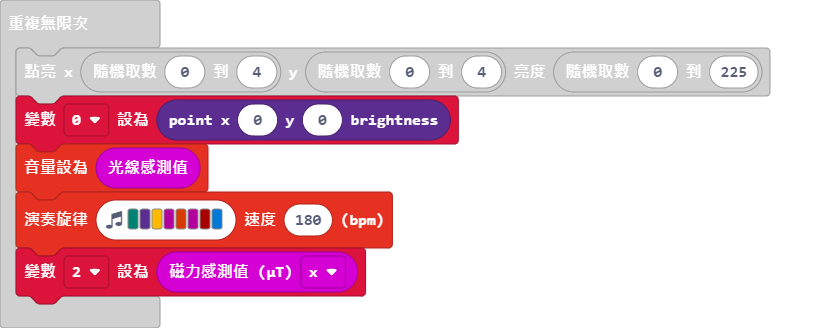 重複無限次
點亮 x 隨機取數 0 到 4 y 隨機取數 0 到 4 亮度 隨機取數 0 到 225
變數 0 設為 point x 0 y 0 brightness
音量設為 光線感測值
演奏旋律 速度 180 (bpm)
變數 2 設為 磁力感測值 (μT) x